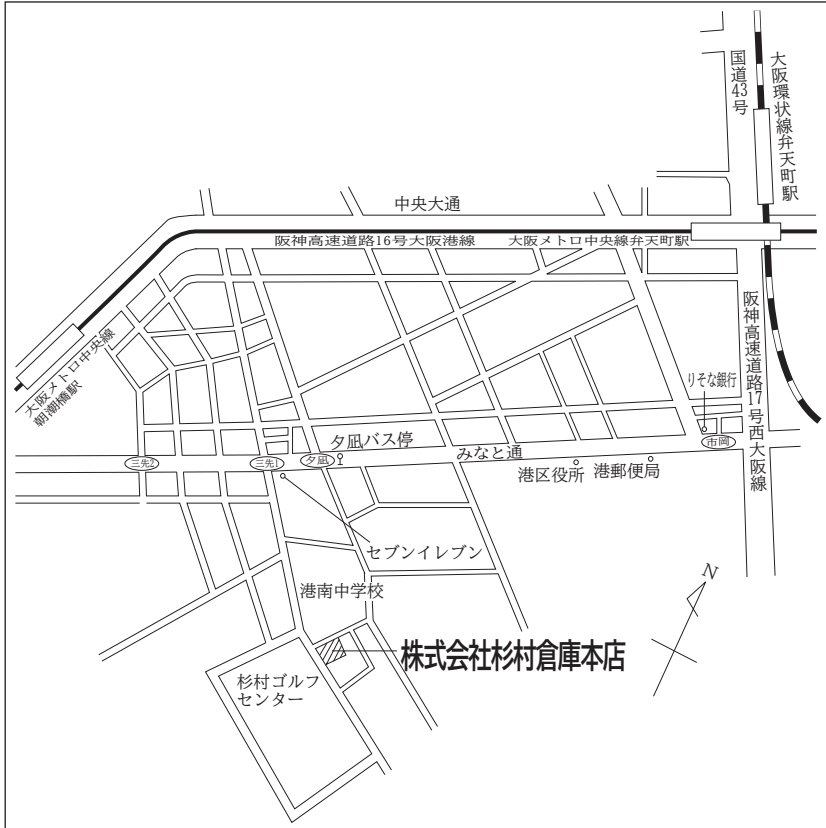 国道43号
大阪環状線弁天町駅
中央大通
阪神高速道路16号大阪港線
大阪メトロ中央線弁天町駅
大阪メトロ中央線
朝潮橋駅
阪神高速道路17号西大阪線
りそな銀行
市岡
夕凪バス停
みなと通
三先2
三先1
夕凪
港区役所
港郵便局
セブンイレブン
港南中学校
N
株式会社杉村倉庫本店
杉村ゴルフ
センター